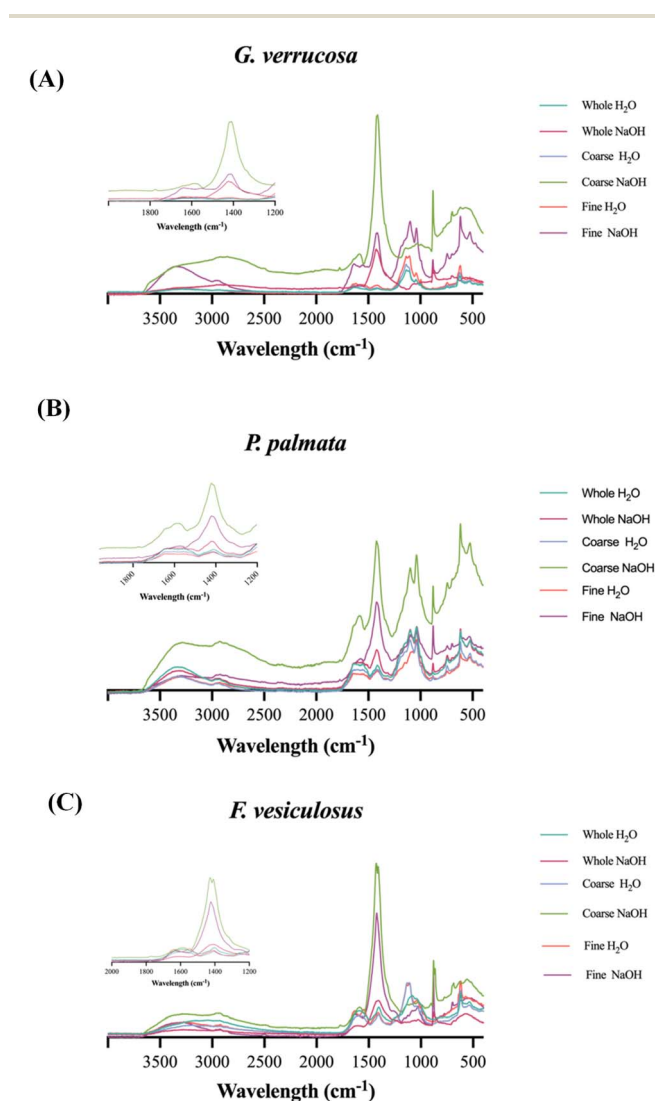 G. verrucosa
(A)
Whole H₂O
Whole NaOH
Coarse H₂O
Coarse NaOH
Fine H₂O
Fine NaOH
1800 1600 1400 1200
Wavelength (cm⁻¹)
3500 3000 2500 2000 1500 1000 500
Wavelength (cm⁻¹)
(B)
P. palmata
Whole H₂O
Whole NaOH
Coarse H₂O
Coarse NaOH
Fine H₂O
Fine NaOH
1800 1600 1400 1200
Wavelength (cm⁻¹)
3500 3000 2500 2000 1500 1000 500
Wavelength (cm⁻¹)
(C)
F. vesiculosus
Whole H₂O
Whole NaOH
Coarse H₂O
Coarse NaOH
Fine H₂O
Fine NaOH
2000 1800 1600 1400 1200
Wavelength (cm⁻¹)
3500 3000 2500 2000 1500 1000 500
Wavelength (cm⁻¹)